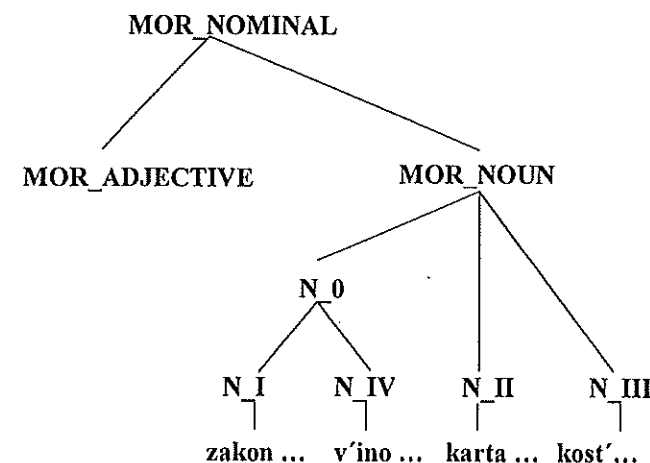 MOR_NOMINAL
MOR_ADJECTIVE MOR_NOUN
N_0
N_I N_IV N_II N_III
zakon ... v´ino ... karta ... kost´...